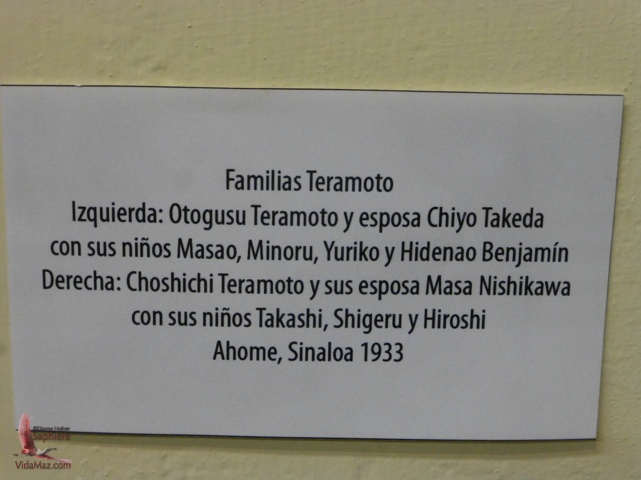 Familias Teramoto
Izquierda: Otogusu Teramoto y esposa Chiyo Takeda
con sus niños Masao, Minoru, Yuriko y Hidenao Benjamín
Derecha: Choshichi Teramoto y sus esposa Masa Nishikawa
con sus niños Takashi, Shigeru y Hiroshi
Ahome, Sinaloa 1933
VidaMaz.com